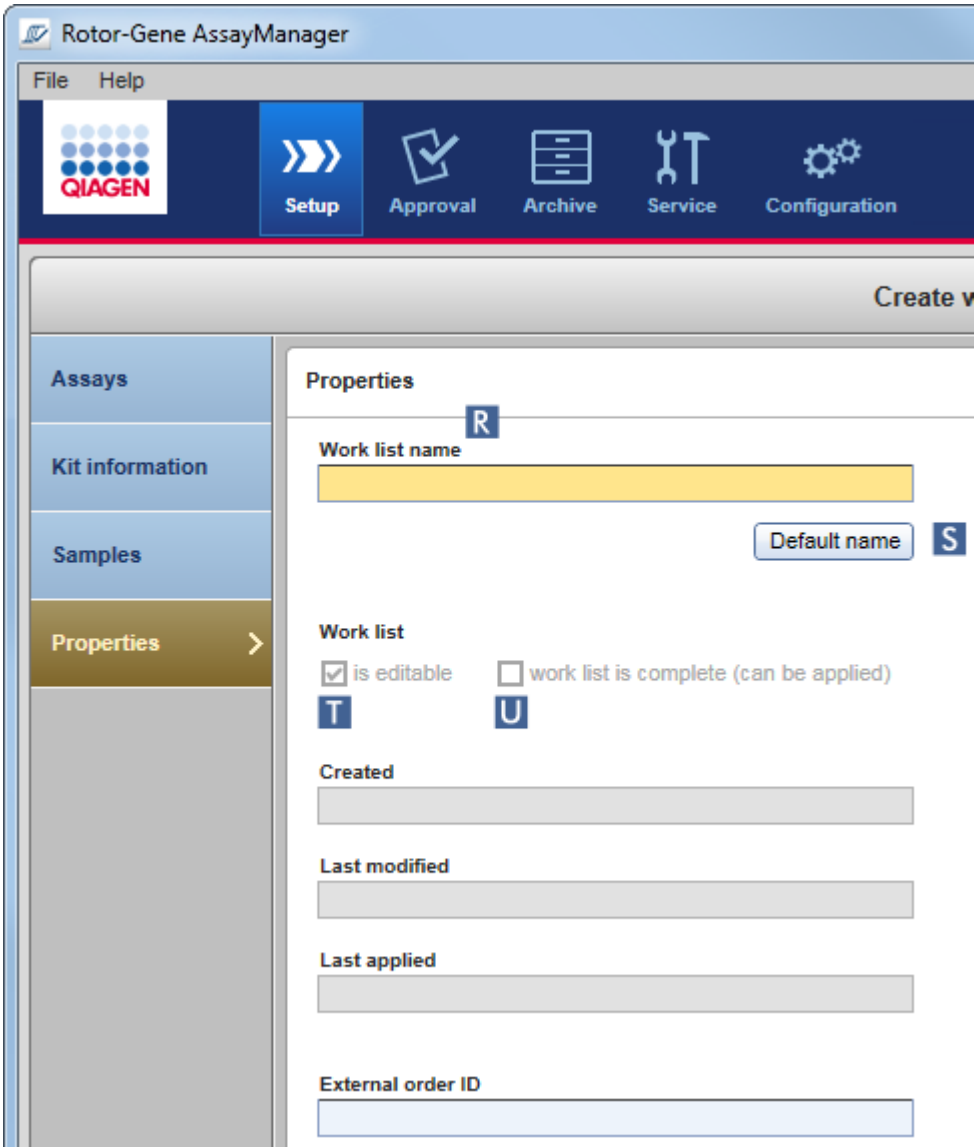 Rotor-Gene AssayManager
File Help
QIAGEN
Setup Approval Archive Service Configuration
Create w
Assays
Kit information
Samples
Properties
Properties
R
Work list name
Default name S
Work list
is editable work list is complete (can be applied)
T U
Created
Last modified
Last applied
External order ID